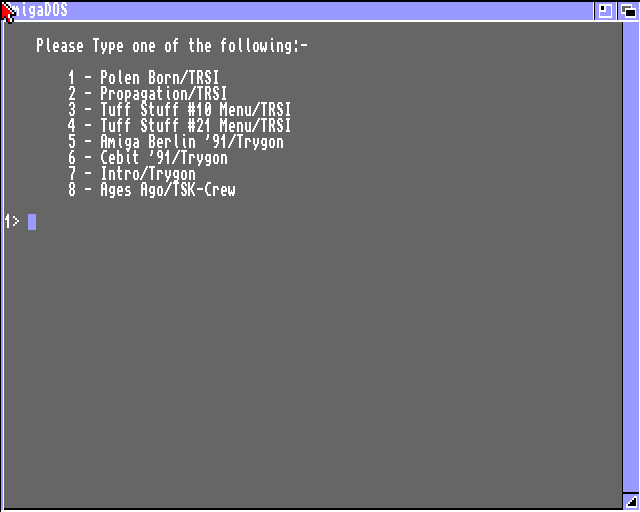 AmigaDOS
Please Type one of the following:-
1 - Polen Born/TRSI
2 - Propagation/TRSI
3 - Tuff Stuff #10 Menu/TRSI
4 - Tuff Stuff #21 Menu/TRSI
5 - Amiga Berlin '91/Trygon
6 - Cebit '91/Trygon
7 - Intro/Trygon
8 - Ages Ago/TSK-Crew
1>